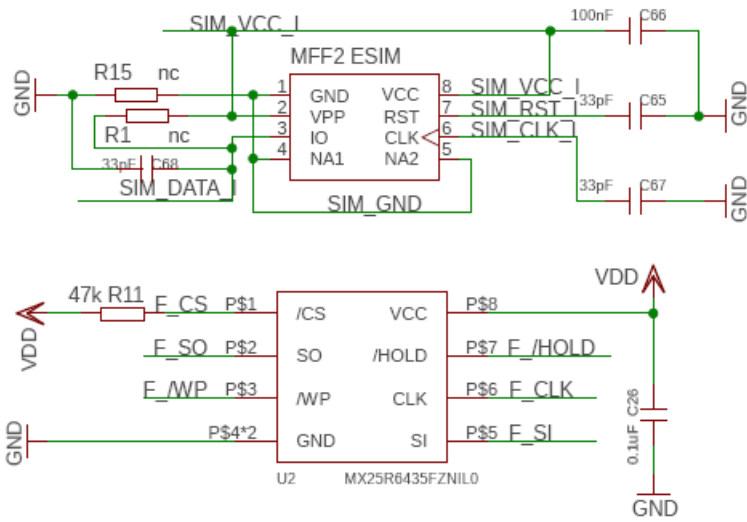 SIM_VCC_I
100nF C66
MFF2 ESIM
R15 nc
GND
1 GND VCC 8 SIM_VCC_I
2 VPP RST 7 SIM_RST_I 33pF C65
3 IO CLK 6 SIM_CLK_I
4 NA1 NA2 5
GND
R1 nc
33pF C68
SIM_DATA_I
SIM_GND
33pF C67
GND
VDD
47k R11 F_CS P$1 /CS VCC P$8
VDD
F_SO P$2 SO /HOLD P$7 F_/HOLD
F_/WP P$3 /WP CLK P$6 F_CLK
GND P$4*2 GND SI P$5 F_SI
0.1uF C26
U2 MX25R6435FZNIL0
GND